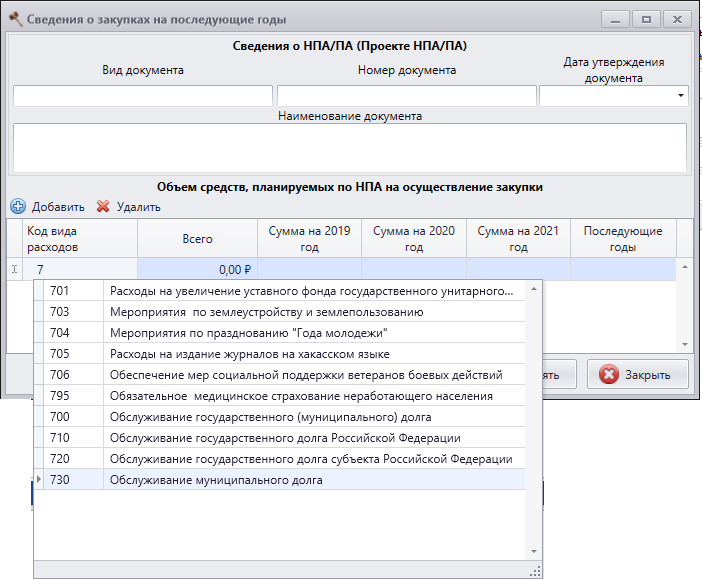 Сведения о закупках на последующие годы
Сведения о НПА/ПА (Проекте НПА/ПА)
Вид документа
Номер документа
Дата утверждения
документа
Наименование документа
Объем средств, планируемых по НПА на осуществление закупки
Добавить
Удалить
Код вида
расходов
Всего
Сумма на 2019
год
Сумма на 2020
год
Сумма на 2021
год
Последующие
годы
7 0,00 ₽
701 Расходы на увеличение уставного фонда государственного унитарного...
703 Мероприятия по землеустройству и землепользованию
704 Мероприятия по празднованию "Года молодежи"
705 Расходы на издание журналов на хакасском языке
706 Обеспечение мер социальной поддержки ветеранов боевых действий
795 Обязательное медицинское страхование неработающего населения
700 Обслуживание государственного (муниципального) долга
710 Обслуживание государственного долга Российской Федерации
720 Обслуживание государственного долга субъекта Российской Федерации
730 Обслуживание муниципального долга
ять
Закрыть